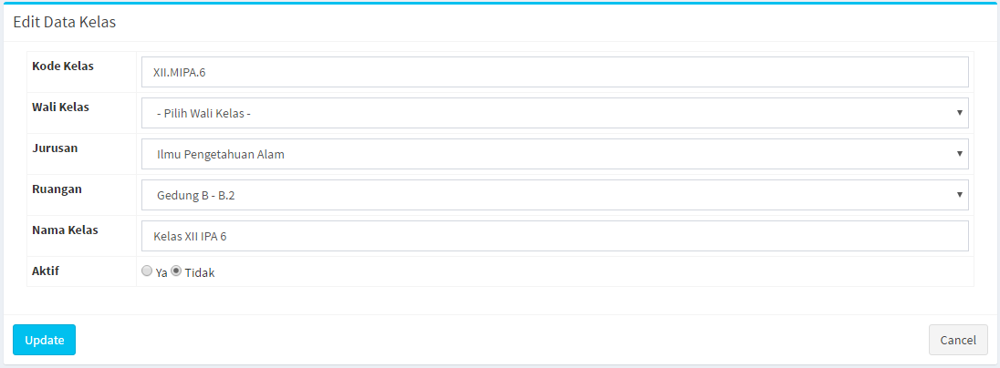 Edit Data Kelas
Kode Kelas
XII.MIPA.6
Wali Kelas
- Pilih Wali Kelas -
Jurusan
Ilmu Pengetahuan Alam
Ruangan
Gedung B - B.2
Nama Kelas
Kelas XII IPA 6
Aktif
Ya Tidak
Update
Cancel